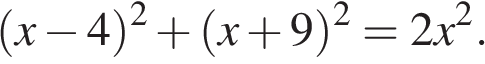 (x − 4)² + (x + 9)² = 2x².